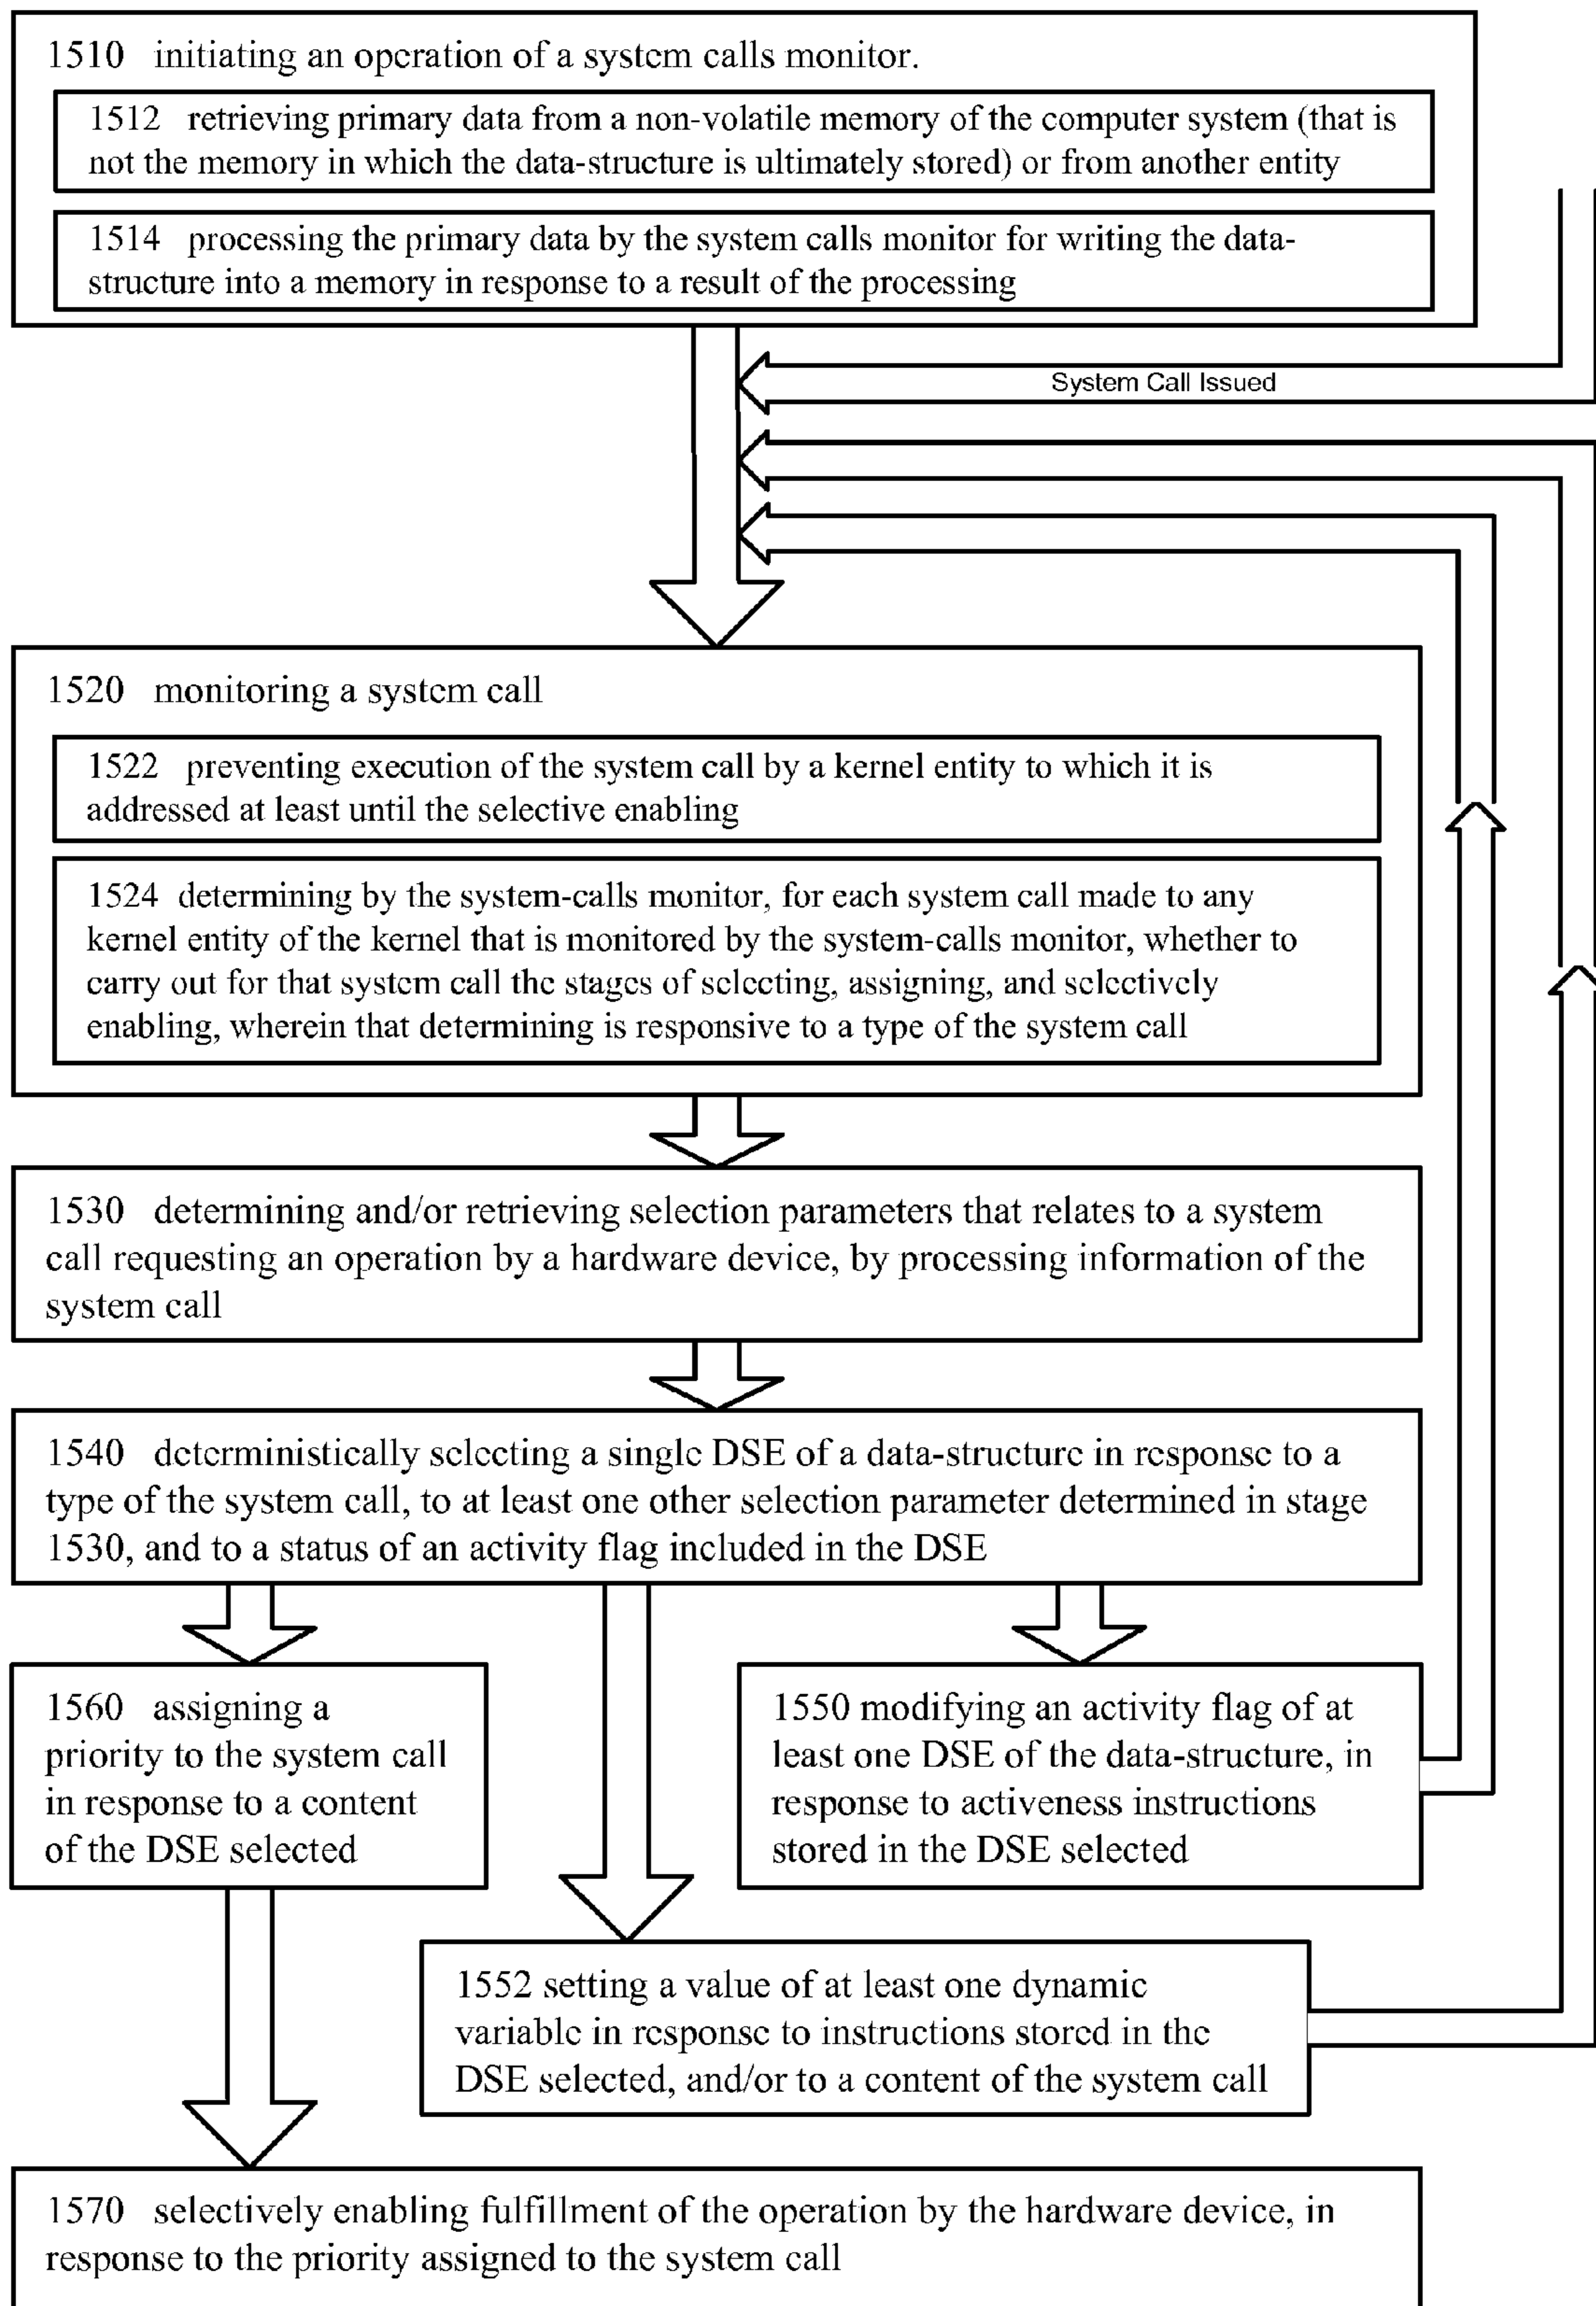 1510 initiating an operation of a system calls monitor.
1512 retrieving primary data from a non-volatile memory of the computer system (that is
not the memory in which the data-structure is ultimately stored) or from another entity
1514 processing the primary data by the system calls monitor for writing the data-
structure into a memory in response to a result of the processing
System Call Issued
1520 monitoring a system call
1522 preventing execution of the system call by a kernel entity to which it is
addressed at least until the selective enabling
1524 determining by the system-calls monitor, for each system call made to any
kernel entity of the kernel that is monitored by the system-calls monitor, whether to
carry out for that system call the stages of selecting, assigning, and selectively
enabling, wherein that determining is responsive to a type of the system call
1530 determining and/or retrieving selection parameters that relates to a system
call requesting an operation by a hardware device, by processing information of the
system call
1540 deterministically selecting a single DSE of a data-structure in response to a
type of the system call, to at least one other selection parameter determined in stage
1530, and to a status of an activity flag included in the DSE
1560 assigning a
priority to the system call
in response to a content
of the DSE selected
1550 modifying an activity flag of at
least one DSE of the data-structure, in
response to activeness instructions
stored in the DSE selected
1552 setting a value of at least one dynamic
variable in response to instructions stored in the
DSE selected, and/or to a content of the system call
1570 selectively enabling fulfillment of the operation by the hardware device, in
response to the priority assigned to the system call